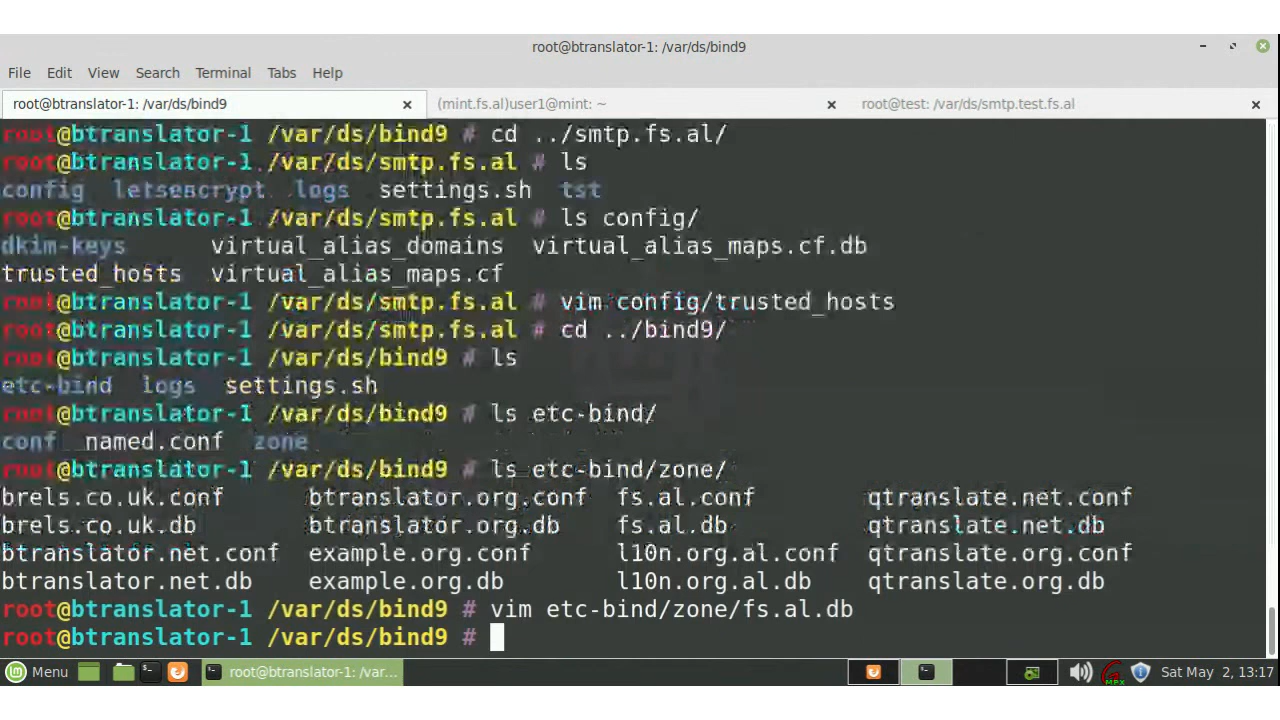 root@btranslator-1: /var/ds/bind9
File Edit View Search Terminal Tabs Help
root@btranslator-1: /var/ds/bind9 (mint.fs.al)user1@mint: ~ root@test: /var/ds/smtp.test.fs.al
root@btranslator-1 /var/ds/bind9 # cd ../smtp.fs.al/
root@btranslator-1 /var/ds/smtp.fs.al # ls
config letsencrypt logs settings.sh tst
root@btranslator-1 /var/ds/smtp.fs.al # ls config/
dkim-keys virtual_alias_domains virtual_alias_maps.cf.db
trusted_hosts virtual_alias_maps.cf
root@btranslator-1 /var/ds/smtp.fs.al # vim config/trusted_hosts
root@btranslator-1 /var/ds/smtp.fs.al # cd ../bind9/
root@btranslator-1 /var/ds/bind9 # ls
etc-bind logs settings.sh
root@btranslator-1 /var/ds/bind9 # ls etc-bind/
conf named.conf zone
root@btranslator-1 /var/ds/bind9 # ls etc-bind/zone/
brels.co.uk.conf btranslator.org.conf fs.al.conf qtranslate.net.conf
brels.co.uk.db btranslator.org.db fs.al.db qtranslate.net.db
btranslator.net.conf example.org.conf l10n.org.al.conf qtranslate.org.conf
btranslator.net.db example.org.db l10n.org.al.db qtranslate.org.db
root@btranslator-1 /var/ds/bind9 # vim etc-bind/zone/fs.al.db
root@btranslator-1 /var/ds/bind9 #
Menu root@btranslator-1: /var... MPX Sat May 2, 13:17